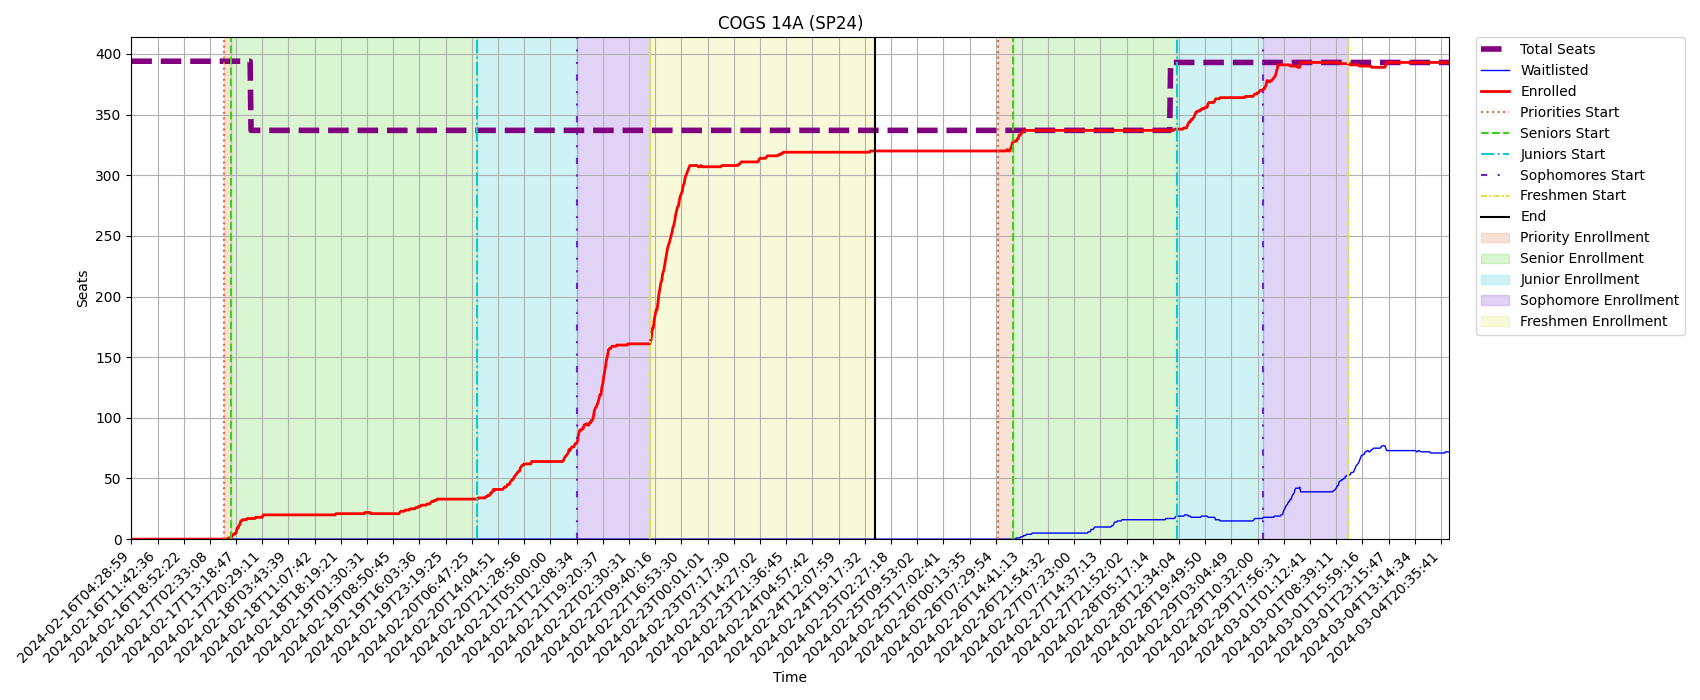 COGS 14A (SP24)
Seats
400
350
300
250
200
150
100
50
0
2024-02-16T04:28:59
2024-02-16T11:42:36
2024-02-16T18:52:22
2024-02-17T02:33:08
2024-02-17T13:18:47
2024-02-17T20:29:11
2024-02-18T03:43:39
2024-02-18T11:07:42
2024-02-18T18:19:21
2024-02-19T01:30:31
2024-02-19T08:50:45
2024-02-19T16:03:36
2024-02-19T23:19:25
2024-02-20T06:47:25
2024-02-20T14:04:51
2024-02-20T21:28:56
2024-02-21T05:00:00
2024-02-21T12:08:34
2024-02-21T19:20:37
2024-02-22T02:30:31
2024-02-22T09:40:16
2024-02-22T16:53:30
2024-02-23T00:01:01
2024-02-23T07:17:30
2024-02-23T14:27:02
2024-02-23T21:36:45
2024-02-24T04:57:42
2024-02-24T12:07:59
2024-02-24T19:17:32
2024-02-25T02:27:18
2024-02-25T09:53:02
2024-02-25T17:02:41
2024-02-26T00:13:35
2024-02-26T07:29:54
2024-02-26T14:41:13
2024-02-26T21:54:32
2024-02-27T07:23:00
2024-02-27T14:37:13
2024-02-27T21:52:02
2024-02-28T05:17:14
2024-02-28T12:34:04
2024-02-28T19:49:50
2024-02-29T03:04:49
2024-02-29T10:32:00
2024-02-29T17:56:31
2024-03-01T01:12:41
2024-03-01T08:39:11
2024-03-01T15:59:16
2024-03-01T23:15:47
2024-03-04T13:14:34
2024-03-04T20:35:41
Time
Total Seats
Waitlisted
Enrolled
Priorities Start
Seniors Start
Juniors Start
Sophomores Start
Freshmen Start
End
Priority Enrollment
Senior Enrollment
Junior Enrollment
Sophomore Enrollment
Freshmen Enrollment